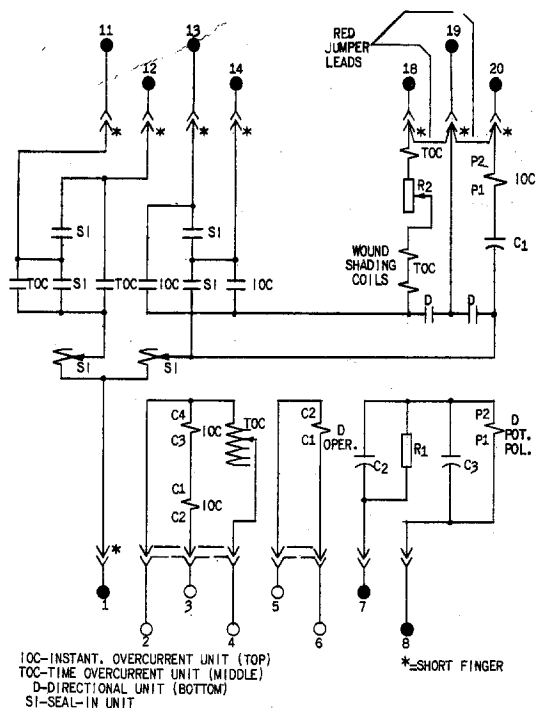 11
13
RED
JUMPER
LEADS
19
12
14
18
20
*
*
*
*
*
*
*
TOC
P2
P1
IOC
R2
SI
SI
C1
WOUND
SHADING
COILS
TOC
TOC
SI
TOC
IOC
SI
IOC
D
D
SI
SI
C4
C3
IOC
TOC
C2
C1
D
OPER.
C2
R1
C3
P2
P1
D
POT.
POL.
C1
C2
IOC
*
1
2
3
4
5
6
7
8
IOC-INSTANT. OVERCURRENT UNIT (TOP)
TOC-TIME OVERCURRENT UNIT (MIDDLE)
D-DIRECTIONAL UNIT (BOTTOM)
SI-SEAL-IN UNIT
*=SHORT FINGER